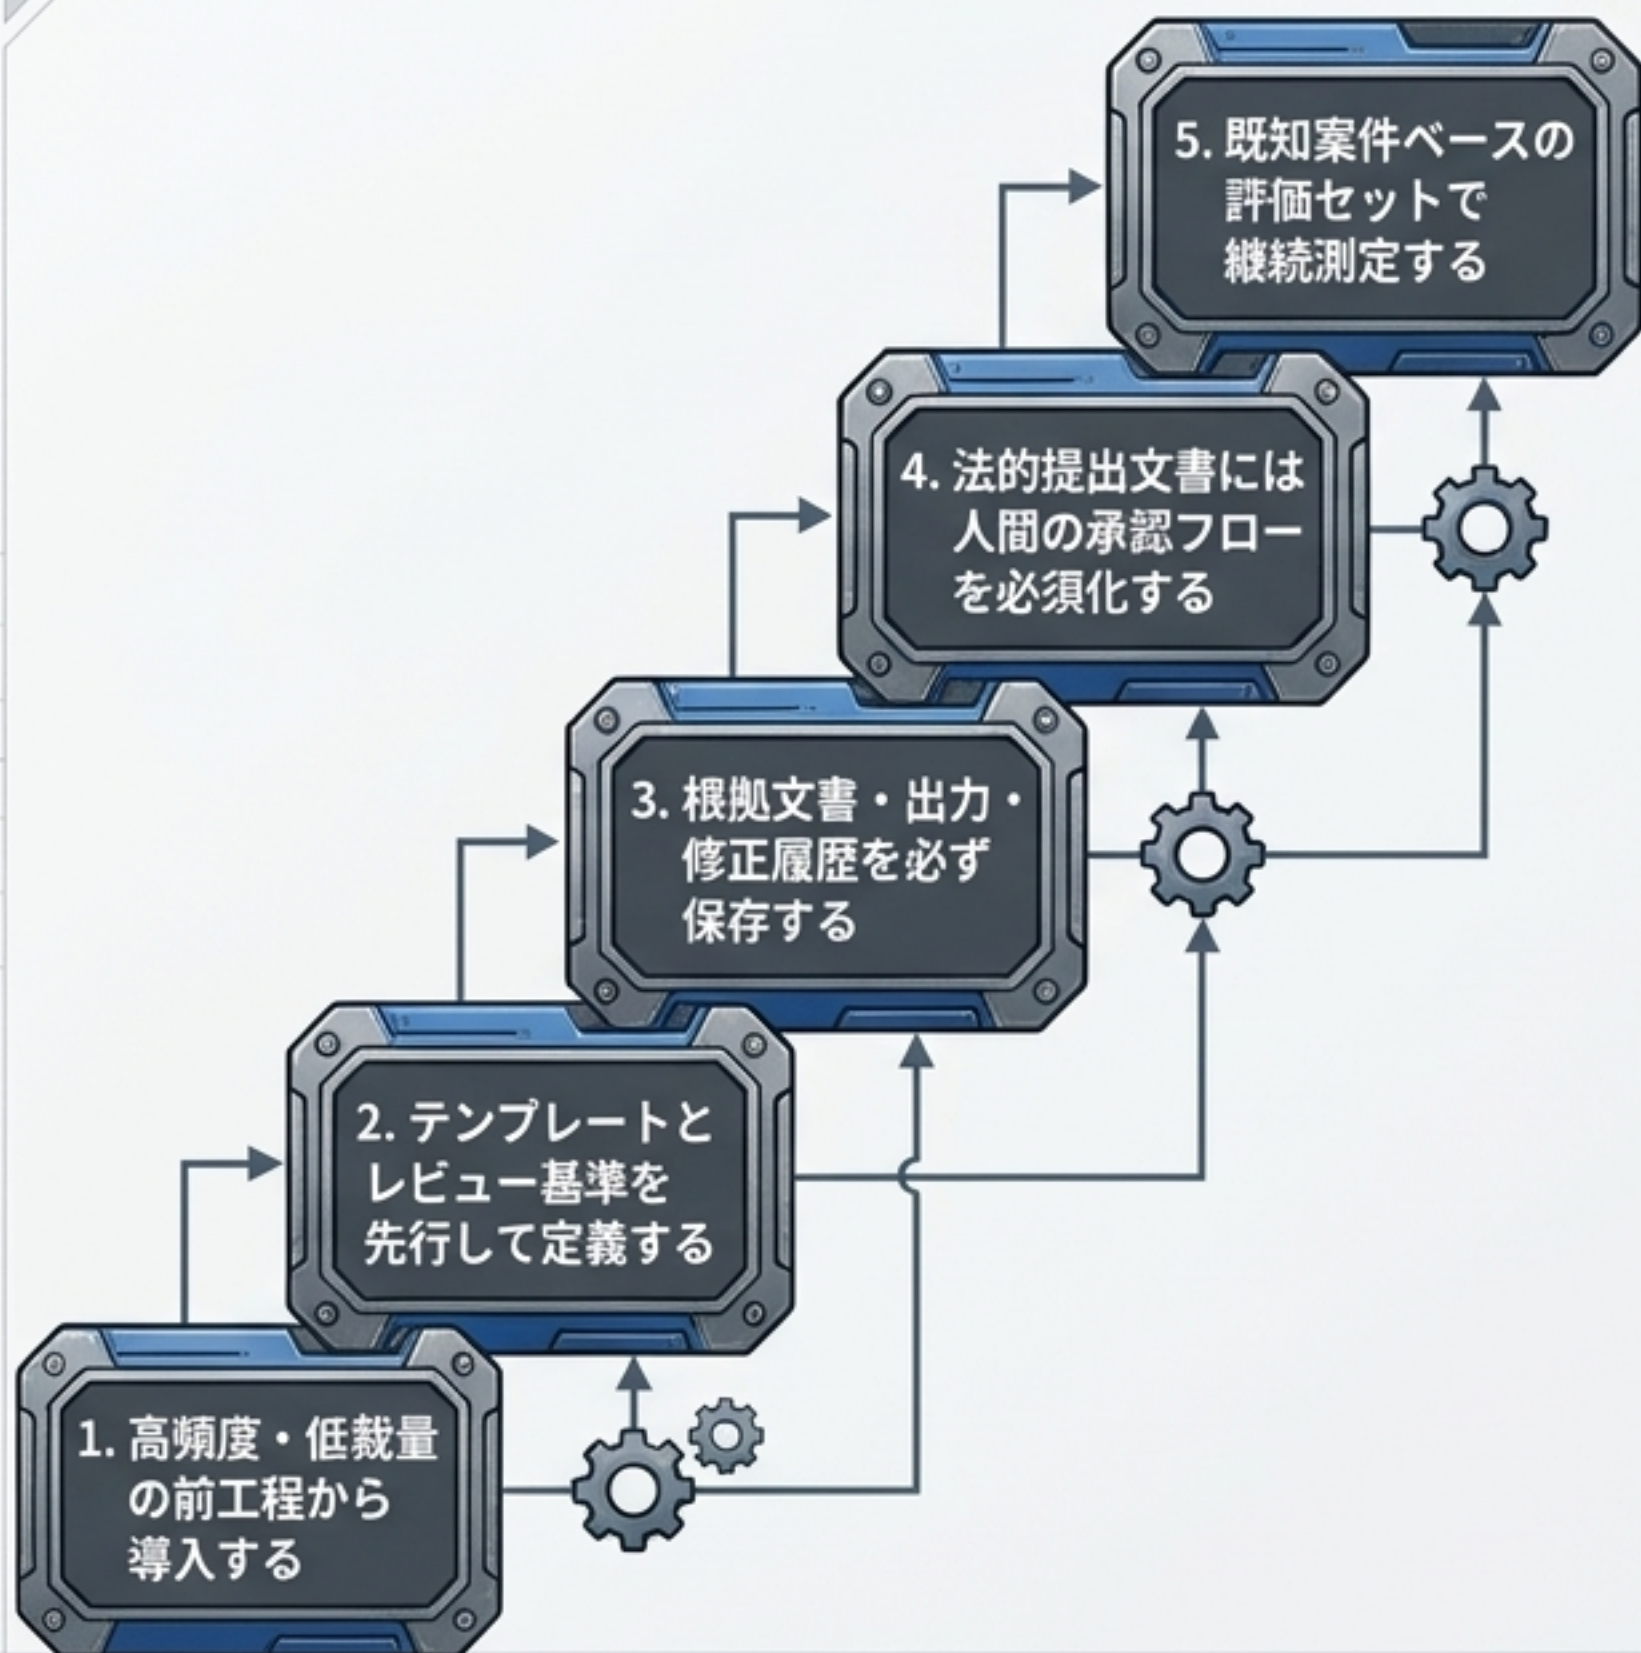 5. 既知案件ベースの
評価セットで
継続測定する
4. 法的提出文書には
人間の承認フロー
を必須化する
3. 根拠文書・出力・
修正履歴を必ず
保存する
2. テンプレートと
レビュー基準を
先行して定義する
1. 高頻度・低裁量
の前工程から
導入する